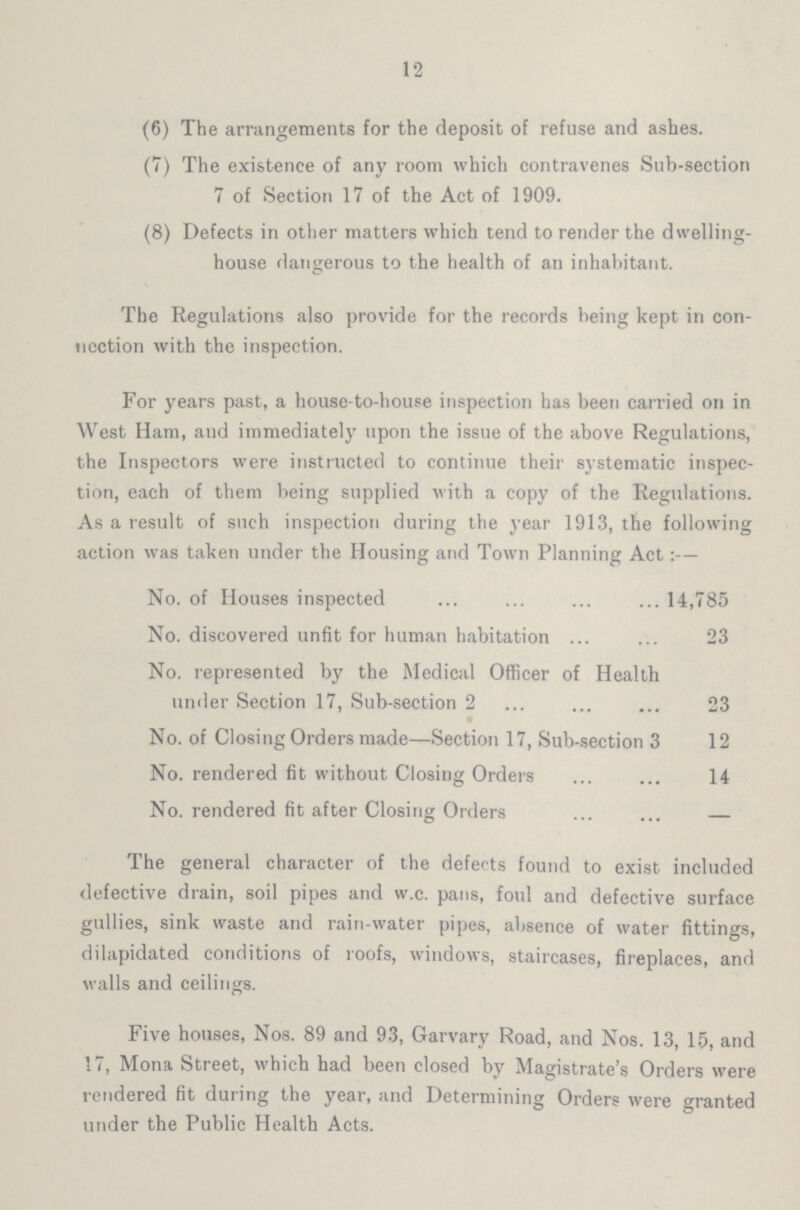 12
(6) The arrangements for the deposit of refuse and ashes.
(7) The existence of any room which contravenes Sub-section
7 of Section 17 of the Act of 1909.
(8) Defects in other matters which tend to render the dwelling-
house dangerous to the health of an inhabitant.
The Regulations also provide for the records being kept in con-
nection with the inspection.
For years past, a house-to-house inspection has been carried on in
West Ham, and immediately upon the issue of the above Regulations,
the Inspectors were instructed to continue their systematic inspec-
tion, each of them being supplied with a copy of the Regulations.
As a result of such inspection during the year 1913, the following
action was taken under the Housing and Town Planning Act :—
No. of Houses inspected ... ... ... ... 14,785
No. discovered unfit for human habitation ... ... 23
No. represented by the Medical Officer of Health
under Section 17, Sub-section 2 ... ... ... 23
No. of Closing Orders made—Section 17, Sub-section 3 12
No. rendered fit without Closing Orders ... ... 14
No. rendered fit after Closing Orders ... ... —
The general character of the defects found to exist included
defective drain, soil pipes and w.c. pans, foul and defective surface
gullies, sink waste and rain-water pipes, absence of water fittings,
dilapidated conditions of roofs, windows, staircases, fireplaces, and
walls and ceilings.
Five houses, Nos. 89 and 93, Garvary Road, and Nos. 13, 15, and
17, Mona Street, which had been closed by Magistrate's Orders were
rendered fit during the year, and Determining Orders were granted
under the Public Health Acts.